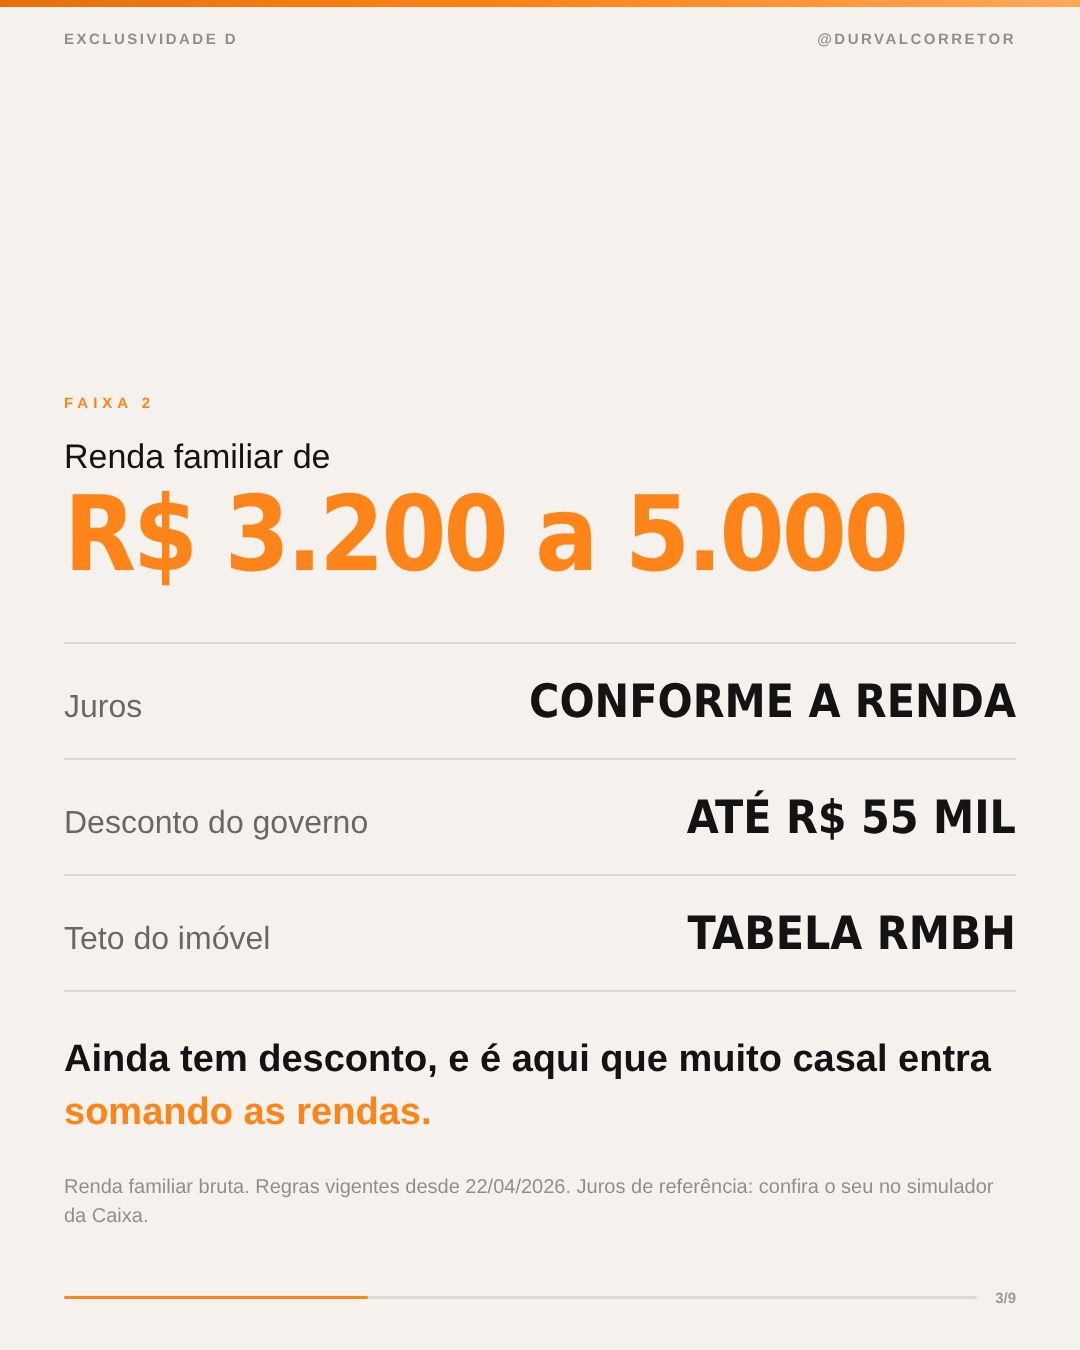 EXCLUSIVIDADE D
@DURVALCORRETOR
FAIXA 2
Renda familiar de
R$ 3.200 a 5.000
Juros
CONFORME A RENDA
Desconto do governo
ATÉ R$ 55 MIL
Teto do imóvel
TABELA RMBH
Ainda tem desconto, e é aqui que muito casal entra
somando as rendas.
Renda familiar bruta. Regras vigentes desde 22/04/2026. Juros de referência: confira o seu no simulador
da Caixa.
3/9